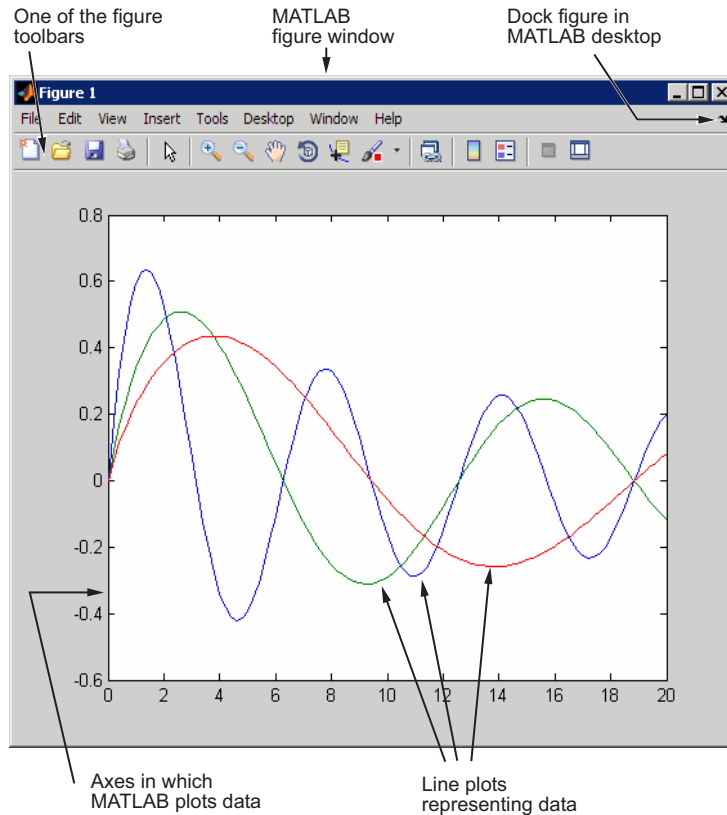 One of the figure
toolbars
MATLAB
figure window
Dock figure in
MATLAB desktop
Figure 1
File Edit View Insert Tools Desktop Window Help
0.8
0.6
0.4
0.2
0
-0.2
-0.4
-0.6
0 2 4 6 8 10 12 14 16 18 20
Axes in which
MATLAB plots data
Line plots
representing data